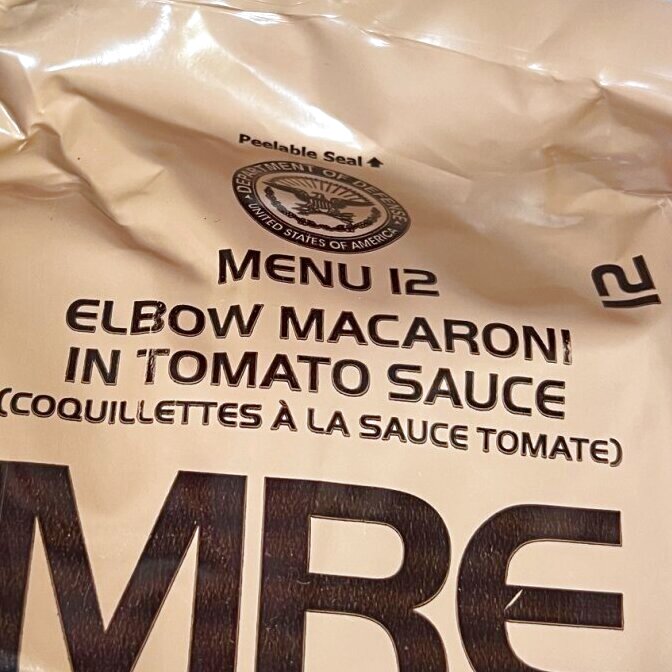 Peelable Seal ↑
DEPARTMENT OF DEFENSE
UNITED STATES OF AMERICA
MENU 12
12
ELBOW MACARONI
IN TOMATO SAUCE
(COQUILLETTES À LA SAUCE TOMATE)
MRE